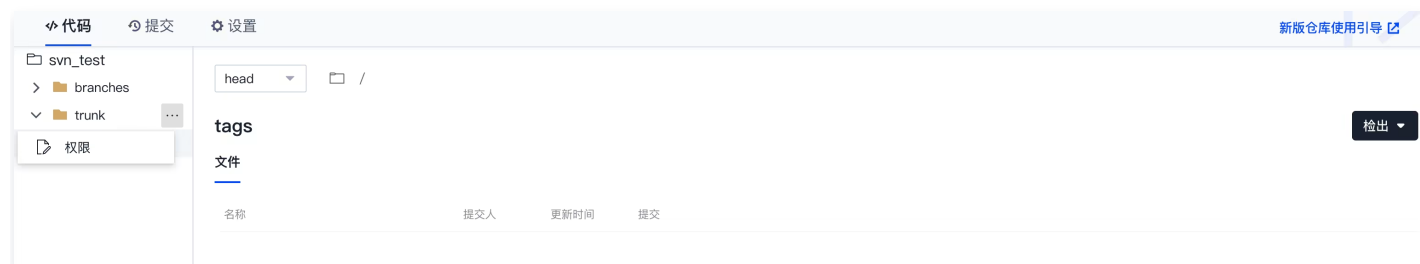 代码 提交 设置 新版仓库使用引导
svn_test
head /
branches
trunk ...
tags 检出
权限
文件
名称 提交人 更新时间 提交